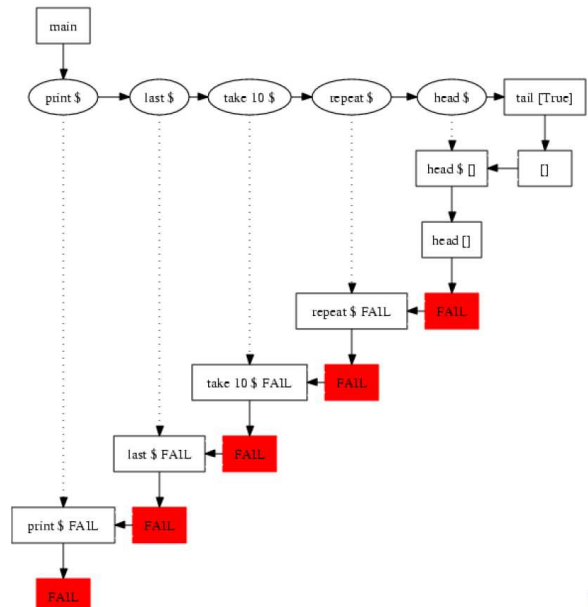 main
print $
last $
take 10 $
repeat $
head $
tail [True]
head $ []
[]
head []
repeat $ FAIL
FAIL
take 10 $ FAIL
FAIL
last $ FAIL
FAIL
print $ FAIL
FAIL
FAIL